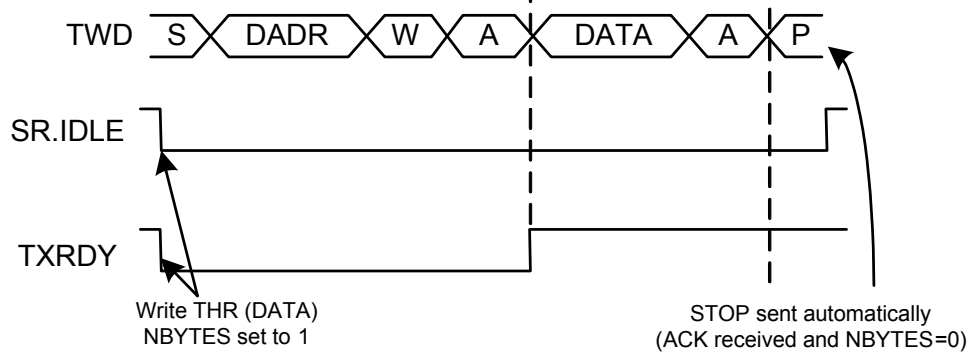 TWD S DADR W A DATA A P
SR.IDLE
TXRDY
Write THR (DATA)
NBYTES set to 1
STOP sent automatically
(ACK received and NBYTES=0)